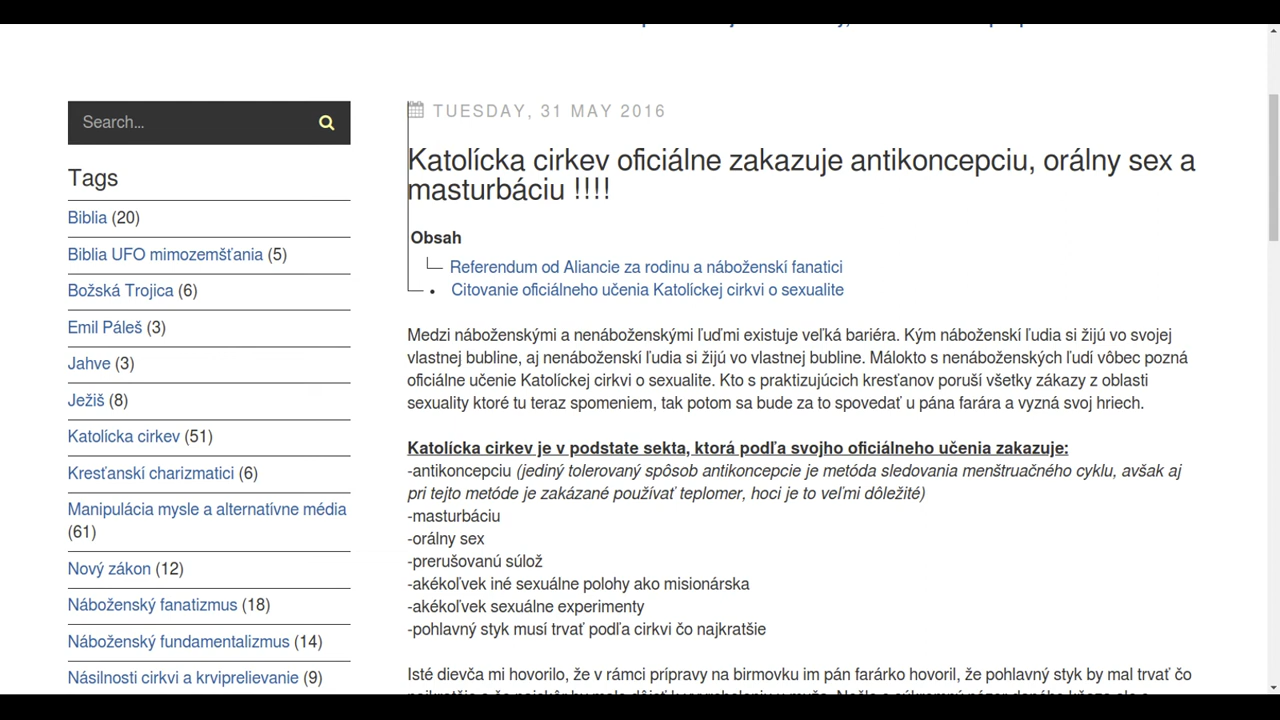 Search...
Tags
Biblia (20)
Biblia UFO mimozemšťania (5)
Božská Trojica (6)
Emil Páleš (3)
Jahve (3)
Ježiš (8)
Katolícka cirkev (51)
Kresťanskí charizmatici (6)
Manipulácia mysle a alternatívne média
(61)
Nový zákon (12)
Náboženský fanatizmus (18)
Náboženský fundamentalizmus (14)
Násilnosti cirkvi a krviprelievanie (9)
TUESDAY, 31 MAY 2016
Katolícka cirkev oficiálne zakazuje antikoncepciu, orálny sex a
masturbáciu !!!!
Obsah
Referendum od Aliancie za rodinu a náboženskí fanatici
• Citovanie oficiálneho učenia Katolíckej cirkvi o sexualite
Medzi náboženskými a nenáboženskými ľuďmi existuje veľká bariéra. Kým náboženskí ľudia si žijú vo svojej
vlastnej bubline, aj nenáboženskí ľudia si žijú vo vlastnej bubline. Málokto s nenáboženských ľudí vôbec pozná
oficiálne učenie Katolíckej cirkvi o sexualite. Kto s praktizujúcich kresťanov poruší všetky zákazy z oblasti
sexuality ktoré tu teraz spomeniem, tak potom sa bude za to spovedať u pána farára a vyzná svoj hriech.
Katolícka cirkev je v podstate sekta, ktorá podľa svojho oficiálneho učenia zakazuje:
-antikoncepciu (jediný tolerovaný spôsob antikoncepcie je metóda sledovania menštruačného cyklu, avšak aj
pri tejto metóde je zakázané používať teplomer, hoci je to veľmi dôležité)
-masturbáciu
-orálny sex
-prerušovanú súlož
-akékoľvek iné sexuálne polohy ako misionárska
-akékoľvek sexuálne experimenty
-pohlavný styk musí trvať podľa cirkvi čo najkratšie
Isté dievča mi hovorilo, že v rámci prípravy na birmovku im pán farárko hovoril, že pohlavný styk by mal trvať čo